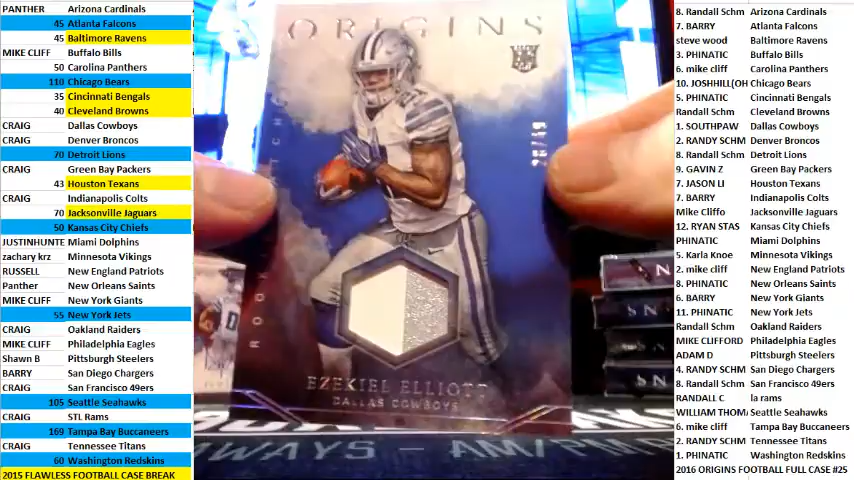 PANTHER Arizona Cardinals
45 Atlanta Falcons
45 Baltimore Ravens
MIKE CLIFF Buffalo Bills
50 Carolina Panthers
110 Chicago Bears
35 Cincinnati Bengals
40 Cleveland Browns
CRAIG Dallas Cowboys
CRAIG Denver Broncos
70 Detroit Lions
CRAIG Green Bay Packers
43 Houston Texans
CRAIG Indianapolis Colts
70 Jacksonville Jaguars
50 Kansas City Chiefs
JUSTINHUNTE Miami Dolphins
zachary krz Minnesota Vikings
RUSSELL New England Patriots
Panther New Orleans Saints
MIKE CLIFF New York Giants
55 New York Jets
CRAIG Oakland Raiders
MIKE CLIFF Philadelphia Eagles
Shawn B Pittsburgh Steelers
BARRY San Diego Chargers
CRAIG San Francisco 49ers
105 Seattle Seahawks
CRAIG STL Rams
169 Tampa Bay Buccaneers
CRAIG Tennessee Titans
60 Washington Redskins
2015 FLAWLESS FOOTBALL CASE BREAK
ORIGINS
EZEKIEL ELLIOTT
DALLAS COWBOYS
8. Randall Schm Arizona Cardinals
7. BARRY Atlanta Falcons
steve wood Baltimore Ravens
3. PHINATIC Buffalo Bills
6. mike cliff Carolina Panthers
10. JOSHHILL(OH Chicago Bears
5. PHINATIC Cincinnati Bengals
Randall Schm Cleveland Browns
1. SOUTHPAW Dallas Cowboys
2. RANDY SCHM Denver Broncos
8. Randall Schm Detroit Lions
9. GAVIN Z Green Bay Packers
7. JASON LI Houston Texans
7. BARRY Indianapolis Colts
Mike Cliffo Jacksonville Jaguars
12. RYAN STAS Kansas City Chiefs
PHINATIC Miami Dolphins
5. Karla Knoe Minnesota Vikings
2. mike cliff New England Patriots
8. PHINATIC New Orleans Saints
6. BARRY New York Giants
11. PHINATIC New York Jets
Randall Schm Oakland Raiders
MIKE CLIFFORD Philadelphia Eagles
ADAM D Pittsburgh Steelers
4. RANDY SCHM San Diego Chargers
8. Randall Schm San Francisco 49ers
RANDALL C la rams
WILLIAM THOM Seattle Seahawks
6. mike cliff Tampa Bay Buccaneers
2. RANDY SCHM Tennessee Titans
1. PHINATIC Washington Redskins
2016 ORIGINS FOOTBALL FULL CASE #25